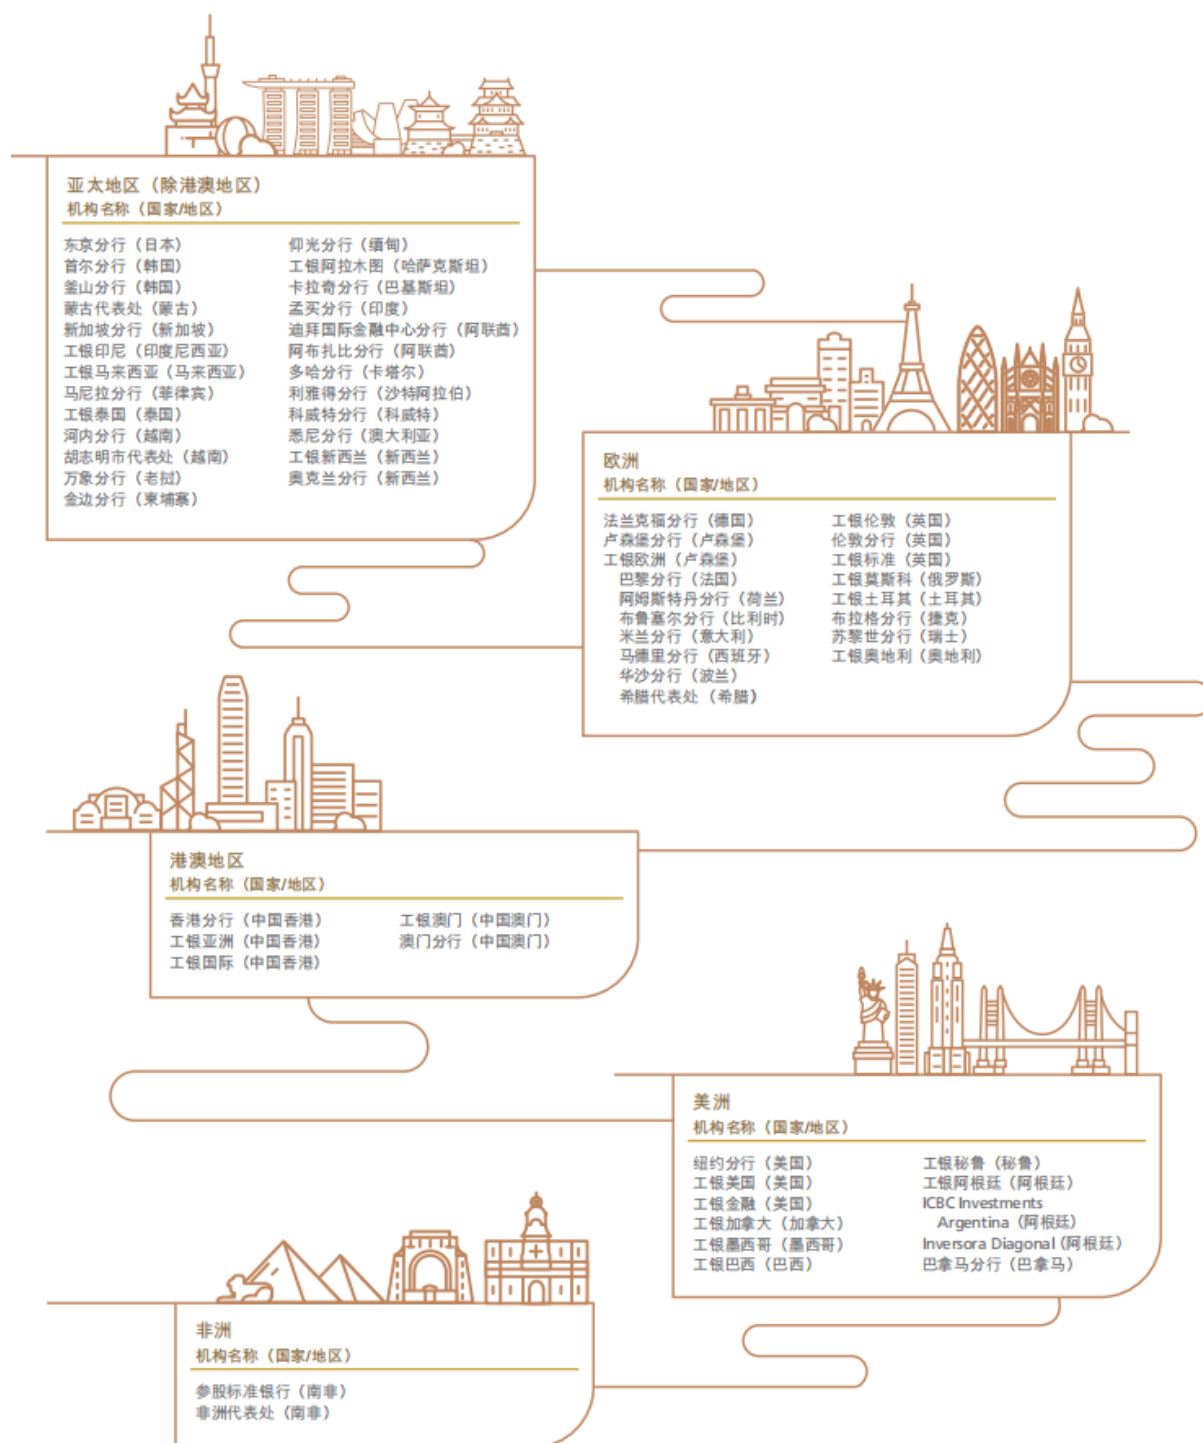 亚太地区（除港澳地区）
机构名称（国家/地区）
东京分行（日本）
首尔分行（韩国）
釜山分行（韩国）
蒙古代表处（蒙古）
新加坡分行（新加坡）
工银印尼（印度尼西亚）
工银马来西亚（马来西亚）
马尼拉分行（菲律宾）
工银泰国（泰国）
河内分行（越南）
胡志明市代表处（越南）
万象分行（老挝）
金边分行（柬埔寨）
仰光分行（缅甸）
工银阿拉木图（哈萨克斯坦）
卡拉奇分行（巴基斯坦）
孟买分行（印度）
迪拜国际金融中心分行（阿联酋）
阿布扎比分行（阿联酋）
多哈分行（卡塔尔）
利雅得分行（沙特阿拉伯）
科威特分行（科威特）
悉尼分行（澳大利亚）
工银新西兰（新西兰）
奥克兰分行（新西兰）
欧洲
机构名称（国家/地区）
法兰克福分行（德国）
卢森堡分行（卢森堡）
工银欧洲（卢森堡）
巴黎分行（法国）
阿姆斯特丹分行（荷兰）
布鲁塞尔分行（比利时）
米兰分行（意大利）
马德里分行（西班牙）
华沙分行（波兰）
希腊代表处（希腊）
工银伦敦（英国）
伦敦分行（英国）
工银标准（英国）
工银莫斯科（俄罗斯）
工银土耳其（土耳其）
布拉格分行（捷克）
苏黎世分行（瑞士）
工银奥地利（奥地利）
港澳地区
机构名称（国家/地区）
香港分行（中国香港）
工银亚洲（中国香港）
工银国际（中国香港）
工银澳门（中国澳门）
澳门分行（中国澳门）
美洲
机构名称（国家/地区）
纽约分行（美国）
工银美国（美国）
工银金融（美国）
工银加拿大（加拿大）
工银墨西哥（墨西哥）
工银巴西（巴西）
工银秘鲁（秘鲁）
工银阿根廷（阿根廷）
ICBC Investments
Argentina（阿根廷）
Inversora Diagonal（阿根廷）
巴拿马分行（巴拿马）
非洲
机构名称（国家/地区）
参股标准银行（南非）
非洲代表处（南非）